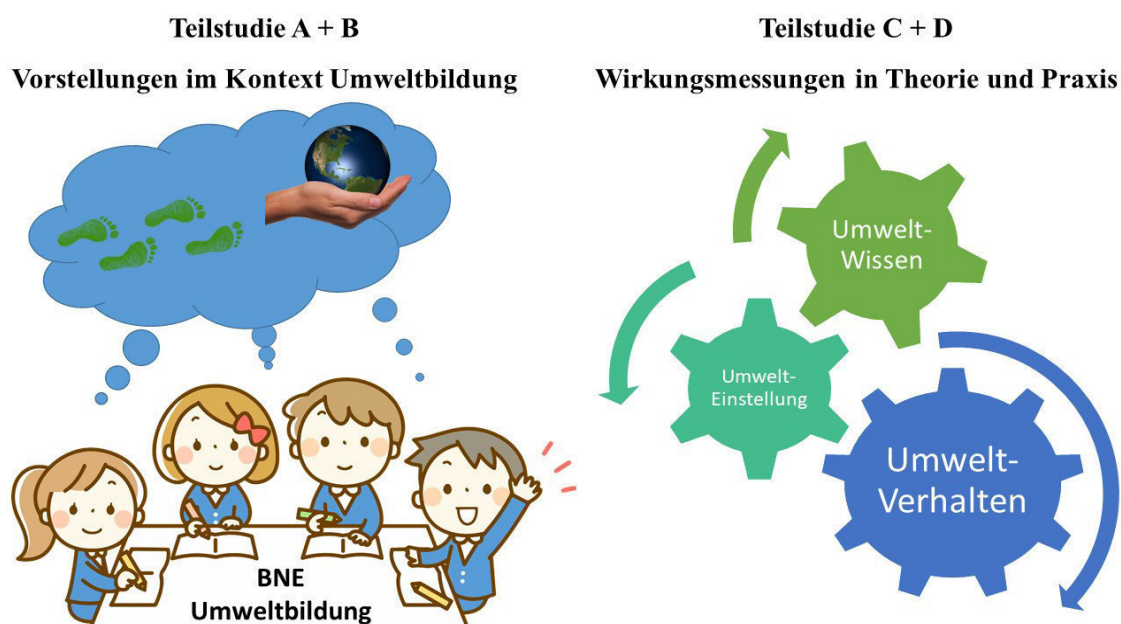 Teilstudie A + B
Vorstellungen im Kontext Umweltbildung
BNE
Umweltbildung
Teilstudie C + D
Wirkungsmessungen in Theorie und Praxis
Umwelt-
Wissen
Umwelt-
Einstellung
Umwelt-
Verhalten